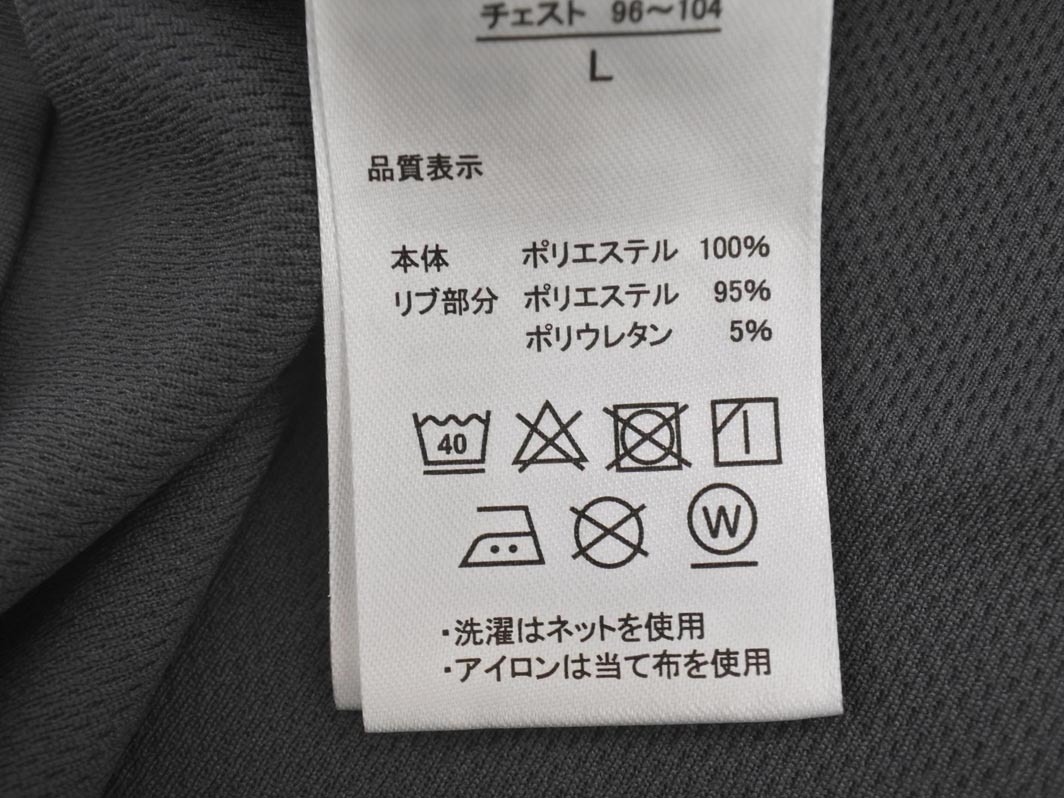 チェスト 96～104
L
品質表示
本体 ポリエステル 100%
リブ部分 ポリエステル 95%
ポリウレタン 5%
40
W
・洗濯はネットを使用
・アイロンは当て布を使用